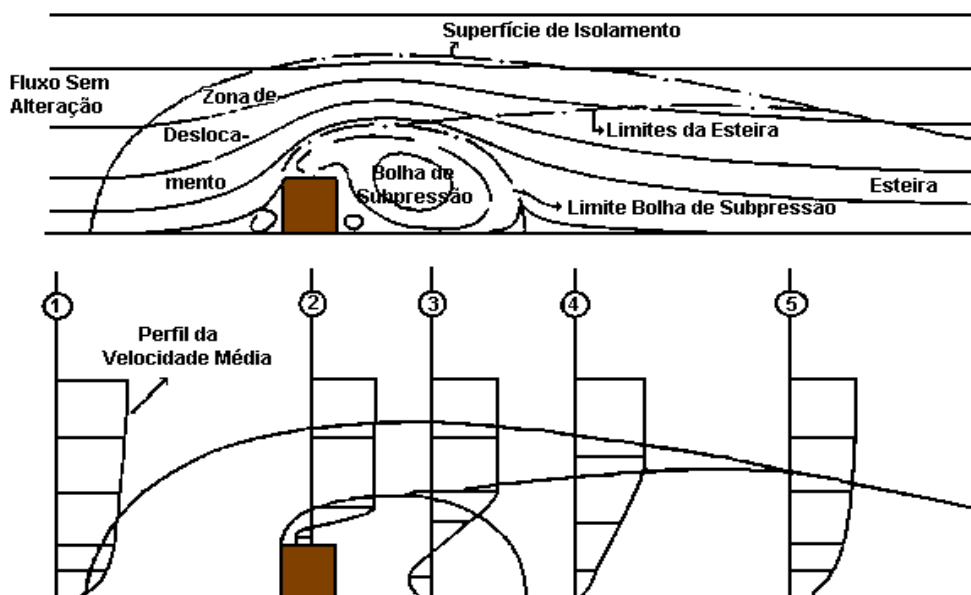 Superfície de Isolamento
Fluxo Sem
Alteração
Zona de
Desloca-
mento
Limites da Esteira
Bolha de
Subpressão
Esteira
Limite Bolha de Subpressão
1
2
3
4
5
Perfil da
Velocidade Média